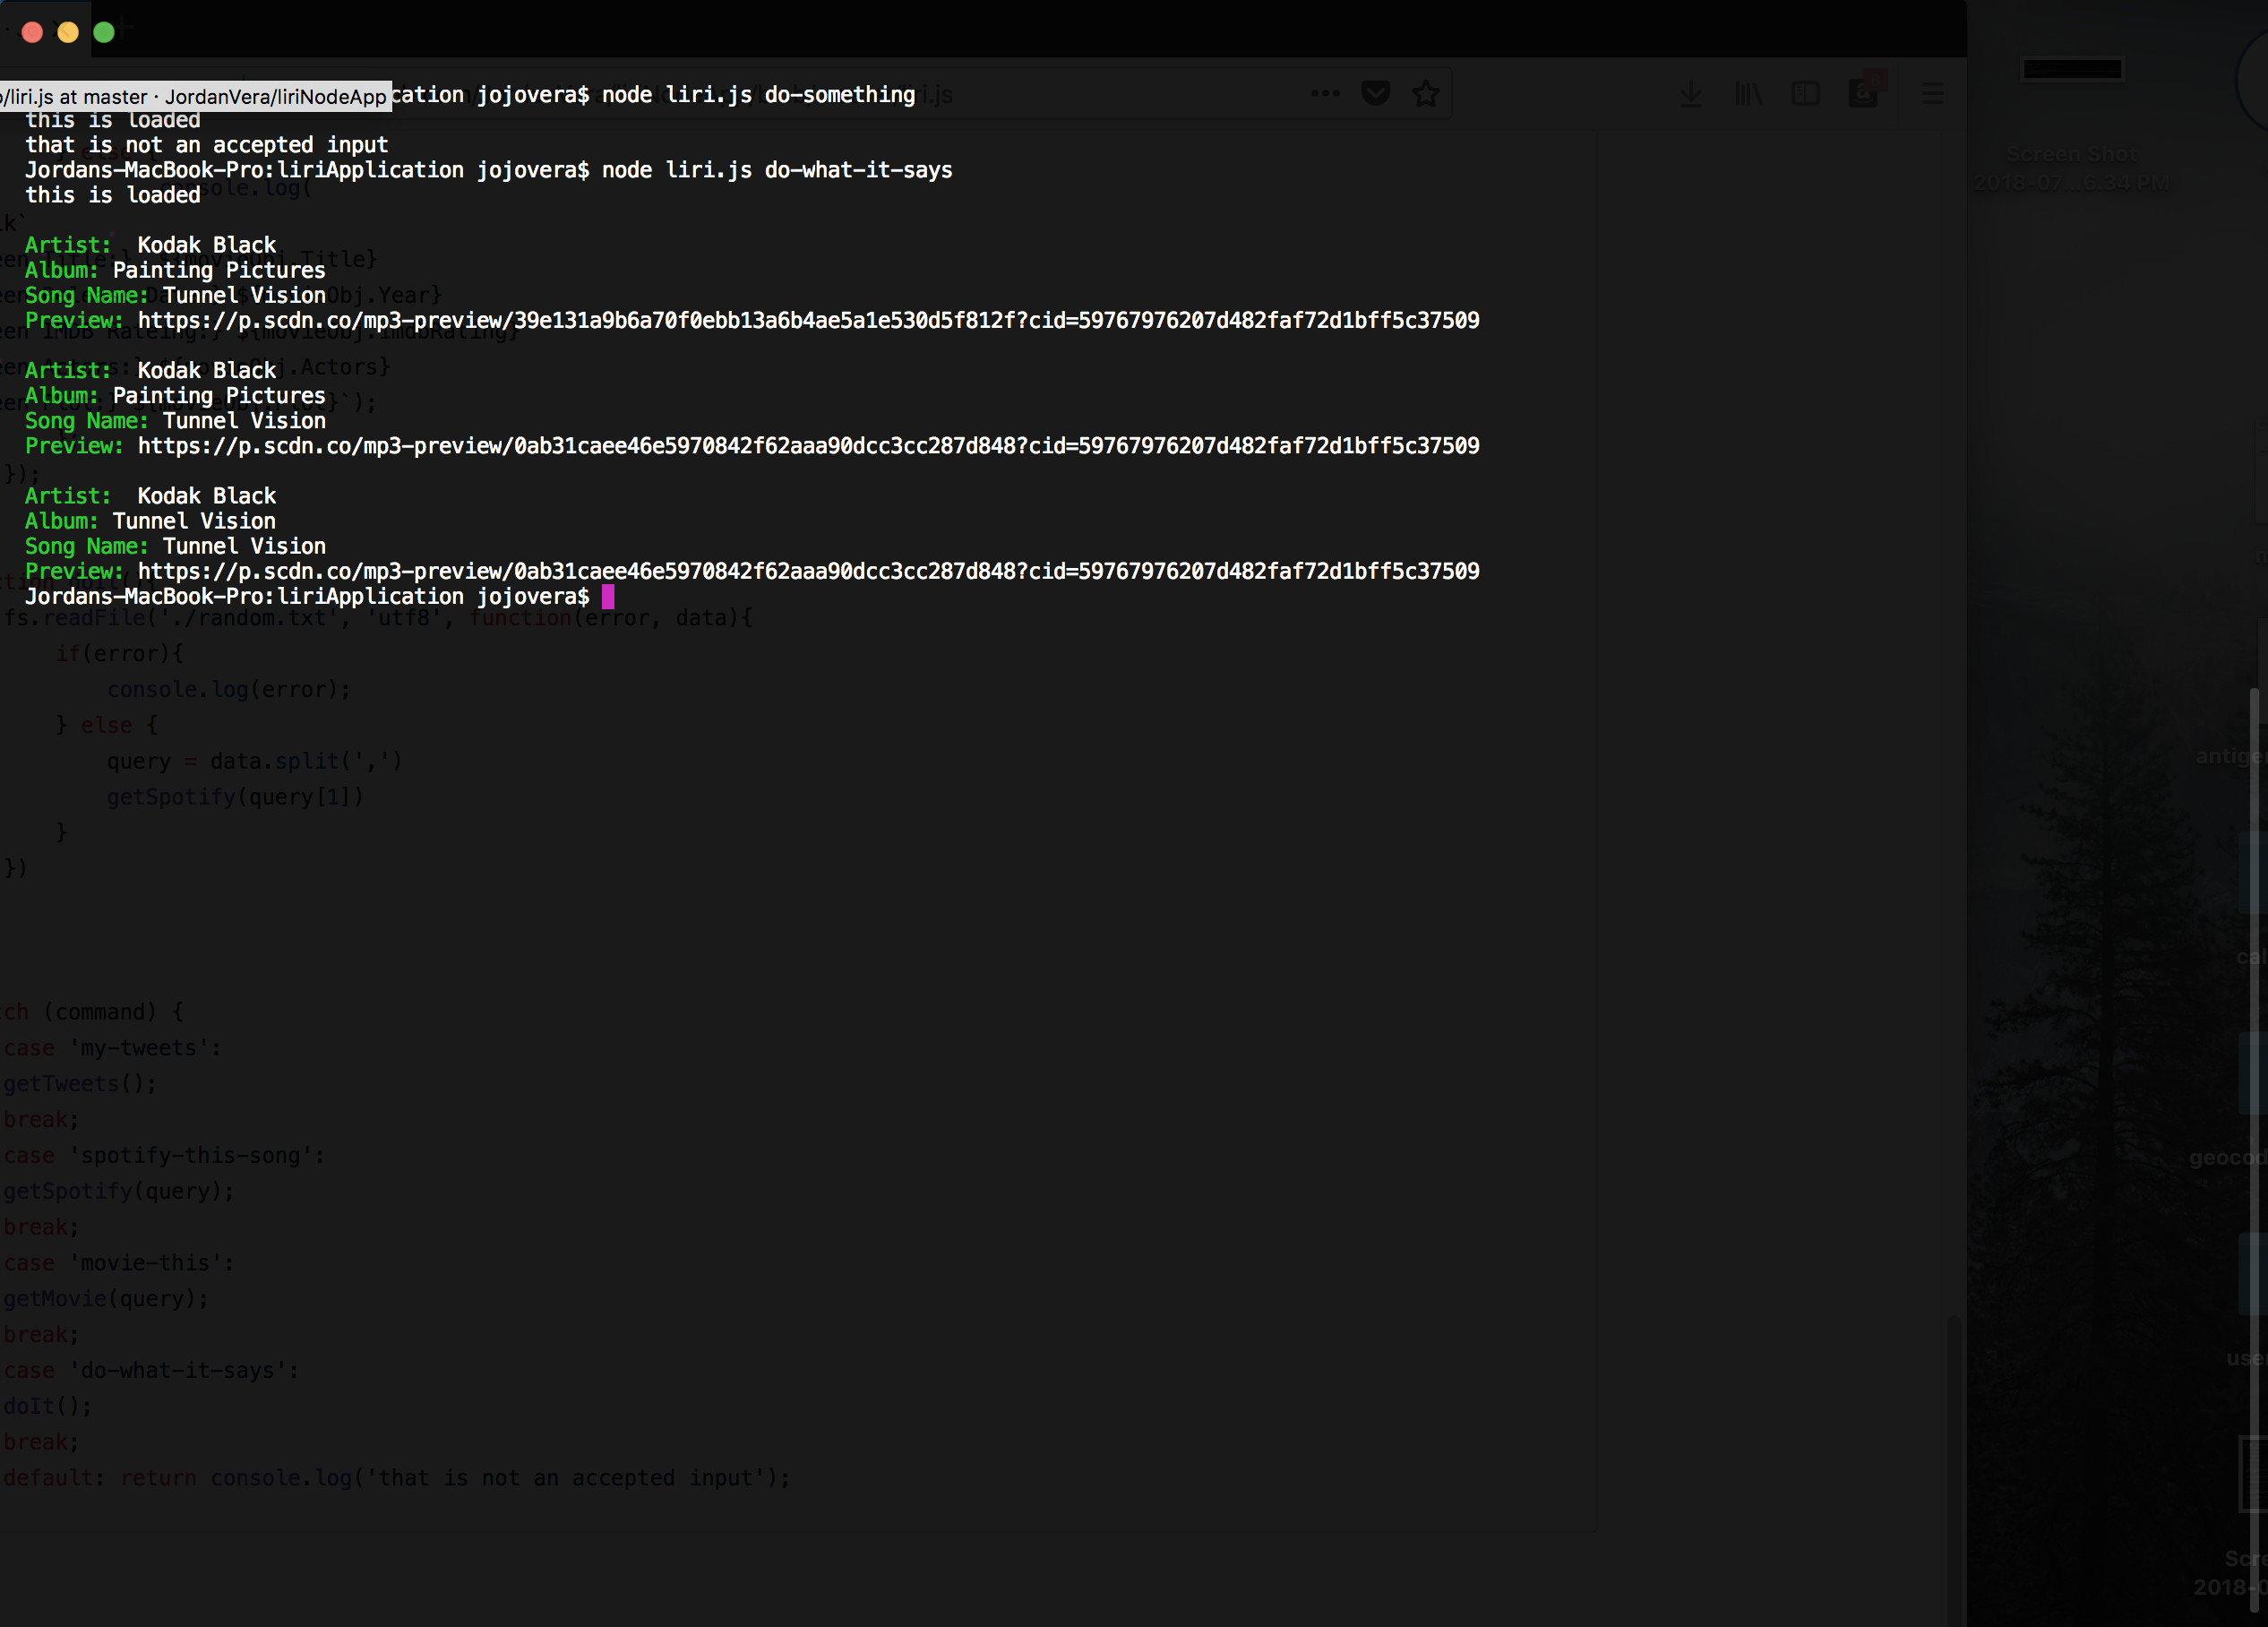 o/liri.js at master · JordanVera/liriNodeApp
cation jojovera$ node liri.js do-something
this is loaded
that is not an accepted input
Jordans-MacBook-Pro:liriApplication jojovera$ node liri.js do-what-it-says
this is loaded
Artist:  Kodak Black
Album: Painting Pictures
Song Name: Tunnel Vision
Preview: https://p.scdn.co/mp3-preview/39e131a9b6a70f0ebb13a6b4ae5a1e530d5f812f?cid=59767976207d482faf72d1bff5c37509
Artist:  Kodak Black
Album: Painting Pictures
Song Name: Tunnel Vision
Preview: https://p.scdn.co/mp3-preview/0ab31caee46e5970842f62aaa90dcc3cc287d848?cid=59767976207d482faf72d1bff5c37509
Artist:  Kodak Black
Album: Tunnel Vision
Song Name: Tunnel Vision
Preview: https://p.scdn.co/mp3-preview/0ab31caee46e5970842f62aaa90dcc3cc287d848?cid=59767976207d482faf72d1bff5c37509
Jordans-MacBook-Pro:liriApplication jojovera$
fs.readFile('./random.txt', 'utf8', function(error, data){
if(error){
console.log(error);
} else {
query = data.split(',')
getSpotify(query[1])
}
})
tch (command) {
case 'my-tweets':
getTweets();
break;
case 'spotify-this-song':
getSpotify(query);
break;
case 'movie-this':
getMovie(query);
break;
case 'do-what-it-says':
doIt();
break;
default: return console.log('that is not an accepted input');
Screen Shot
2018-07...6.34 PM
antige
cal
geocod
use
Scre
2018-0